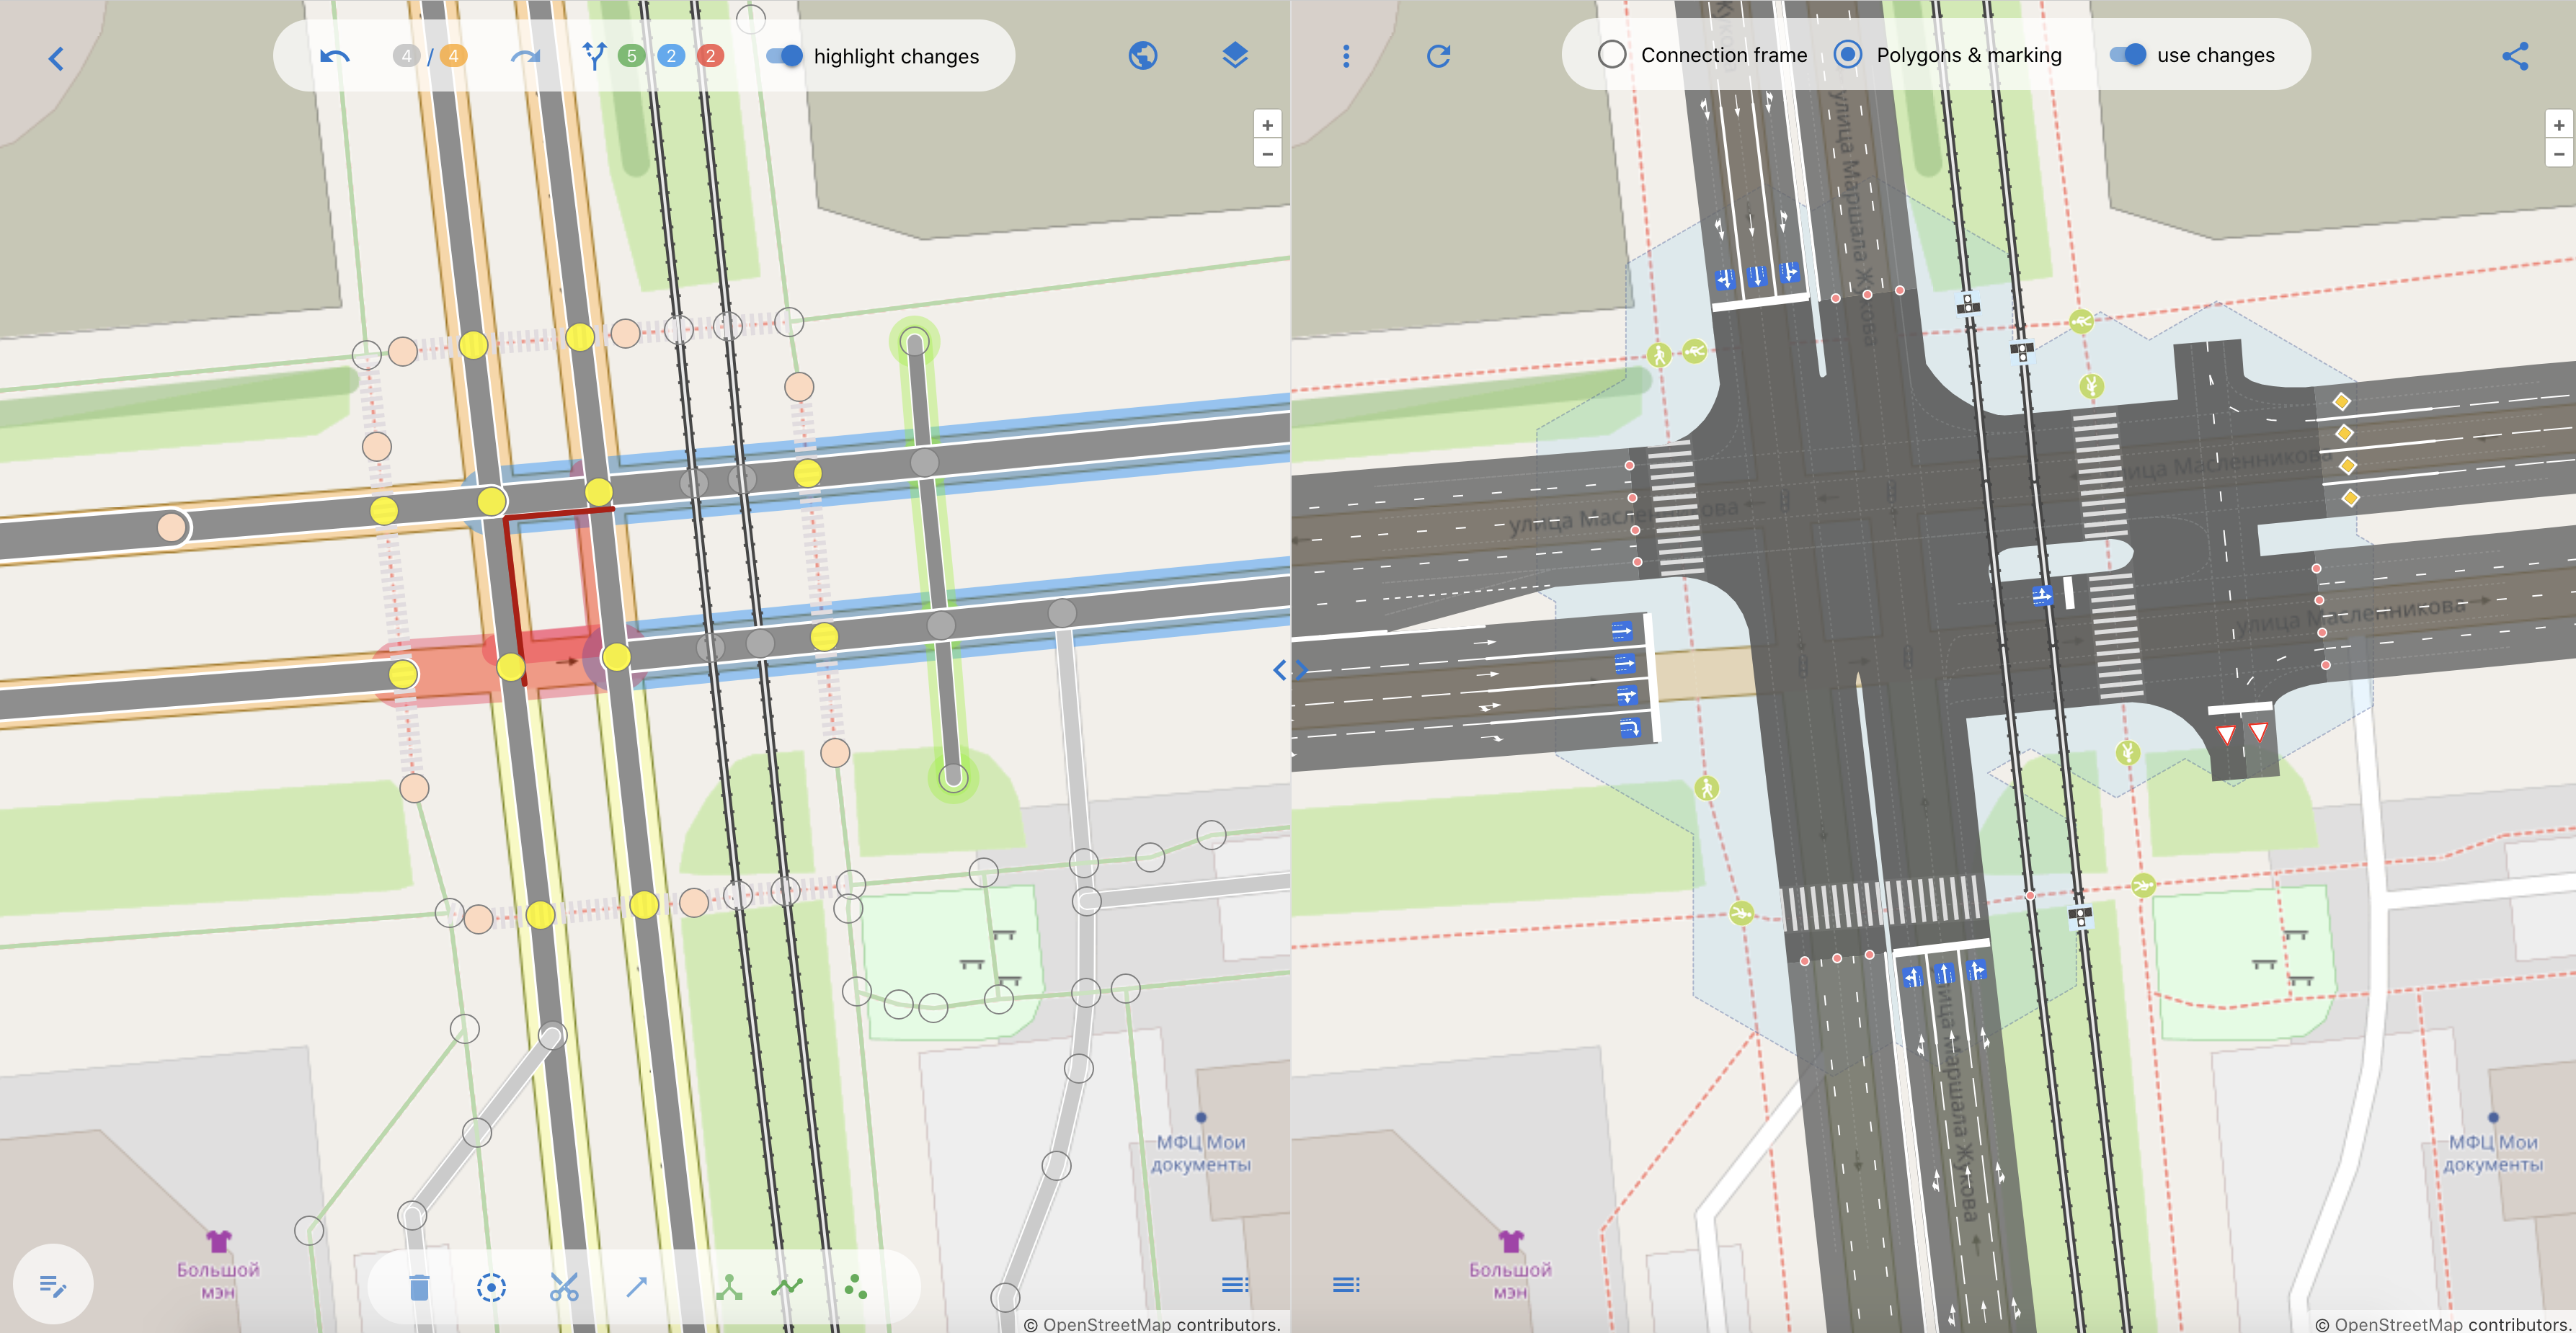 4 / 4
5
2
2
highlight changes
+
−
МФЦ Мои
документы
Большой
мэн
© OpenStreetMap contributors.
Connection frame
Polygons & marking
use changes
+
−
улица Маршала Жукова
улица Масленникова
улица Масленникова
улица Масленникова
улица Маршала Жукова
МФЦ Мои
документы
Большой
мэн
© OpenStreetMap contributors.